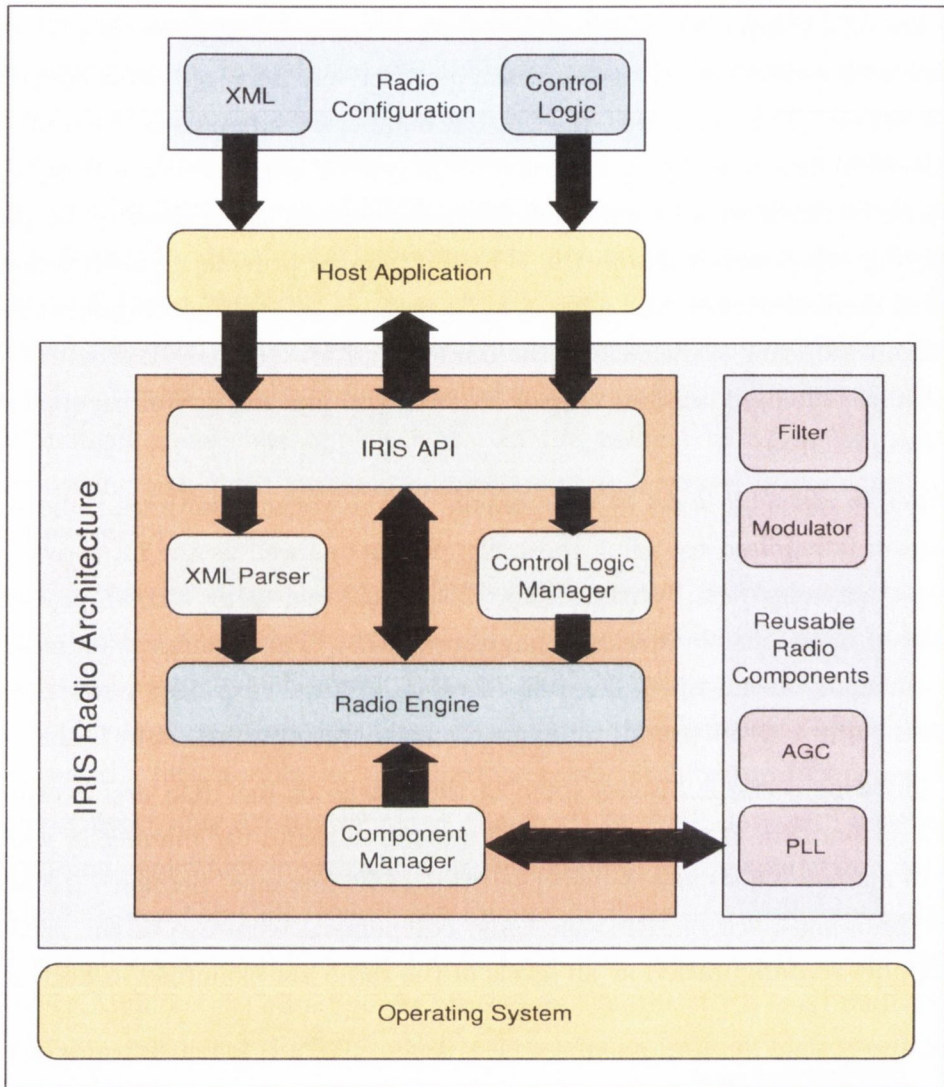 XML
Radio
Configuration
Control
Logic
Host Application
IRIS Radio Architecture
IRIS API
XML Parser
Control Logic
Manager
Radio Engine
Component
Manager
Filter
Modulator
Reusable
Radio
Components
AGC
PLL
Operating System